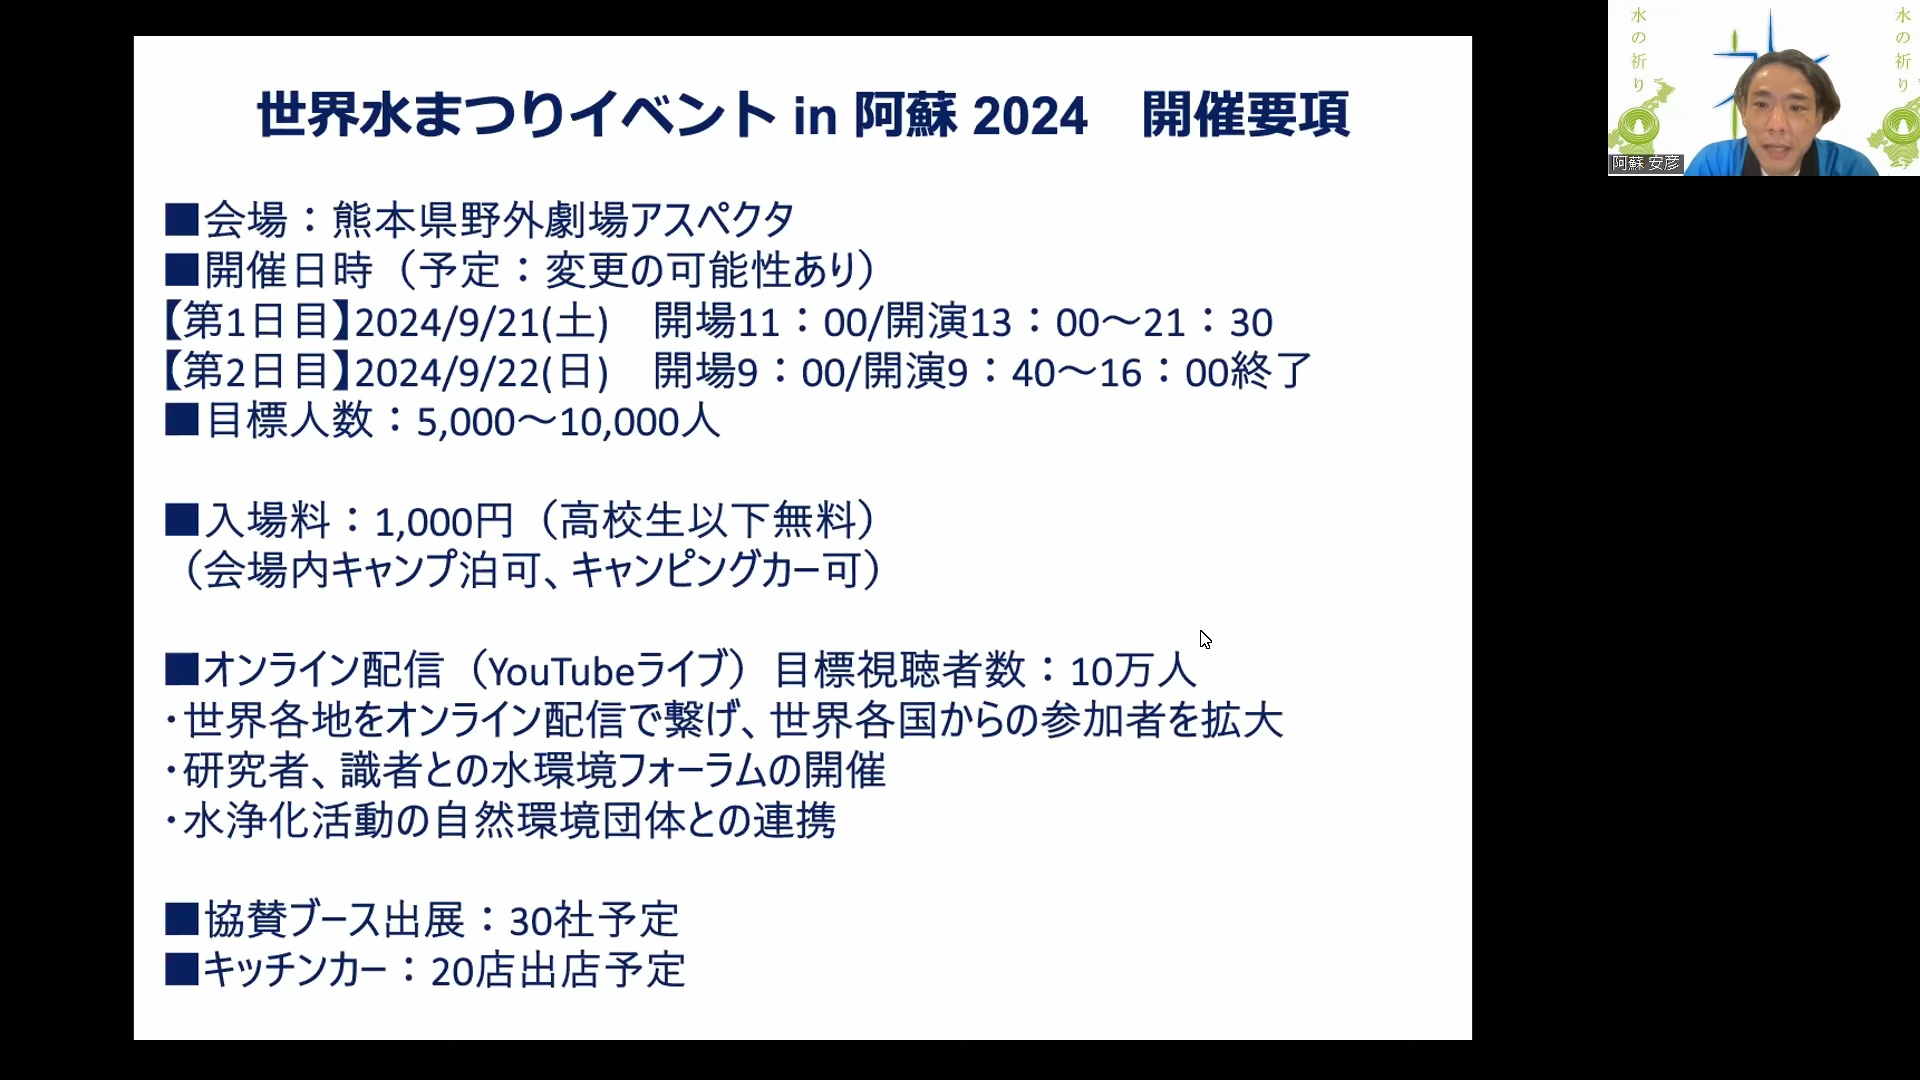 世界水まつりイベント in 阿蘇 2024　開催要項
■会場：熊本県野外劇場アスペクタ
■開催日時（予定：変更の可能性あり）
【第1日目】2024/9/21(土)　開場11：00/開演13：00～21：30
【第2日目】2024/9/22(日)　開場9：00/開演9：40～16：00終了
■目標人数：5,000～10,000人
■入場料：1,000円（高校生以下無料）
（会場内キャンプ泊可、キャンピングカー可）
■オンライン配信（YouTubeライブ）目標視聴者数：10万人
・世界各地をオンライン配信で繋げ、世界各国からの参加者を拡大
・研究者、識者との水環境フォーラムの開催
・水浄化活動の自然環境団体との連携
■協賛ブース出展：30社予定
■キッチンカー：20店出店予定
水の祈り
水の祈り
阿蘇 安彦